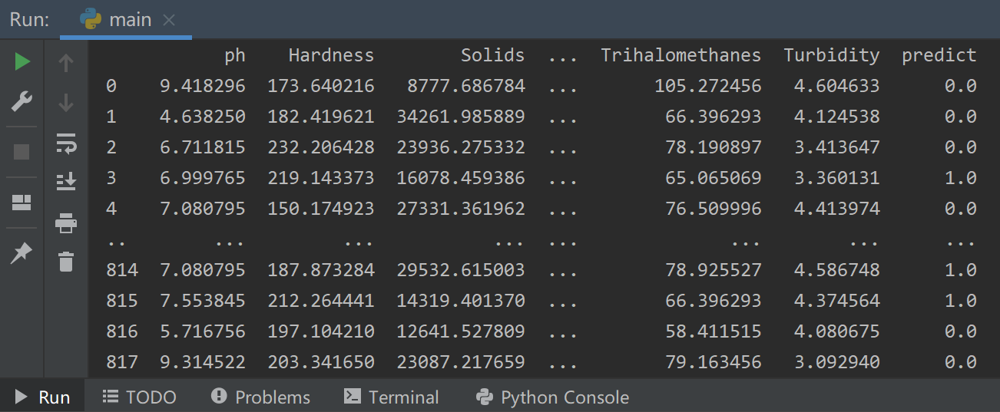 Run: main
ph Hardness Solids ... Trihalomethanes Turbidity predict
0 9.418296 173.640216 8777.686784 ... 105.272456 4.604633 0.0
1 4.638250 182.419621 34261.985889 ... 66.396293 4.124538 0.0
2 6.711815 232.206428 23936.275332 ... 78.190897 3.413647 0.0
3 6.999765 219.143373 16078.459386 ... 65.065069 3.360131 1.0
4 7.080795 150.174923 27331.361962 ... 76.509996 4.413974 0.0
.. ... ... ... ... ... ... ...
814 7.080795 187.873284 29532.615003 ... 78.925527 4.586748 1.0
815 7.553845 212.264441 14319.401370 ... 66.396293 4.374564 1.0
816 5.716756 197.104210 12641.527809 ... 58.411515 4.080675 0.0
817 9.314522 203.341650 23087.217659 ... 79.163456 3.092940 0.0
Run TODO Problems Terminal Python Console